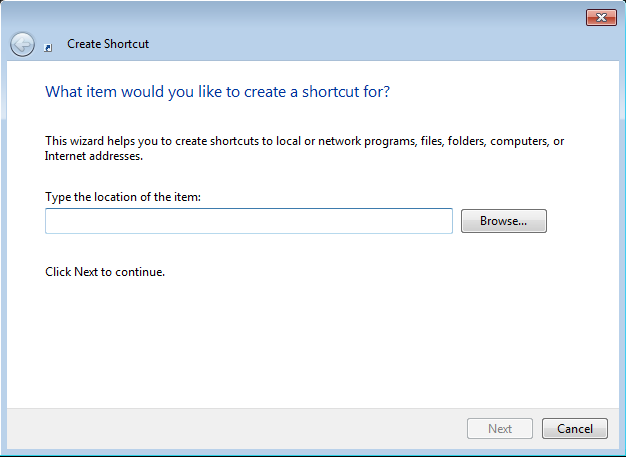 Create Shortcut
What item would you like to create a shortcut for?
This wizard helps you to create shortcuts to local or network programs, files, folders, computers, or
Internet addresses.
Type the location of the item:
Browse...
Click Next to continue.
Next
Cancel